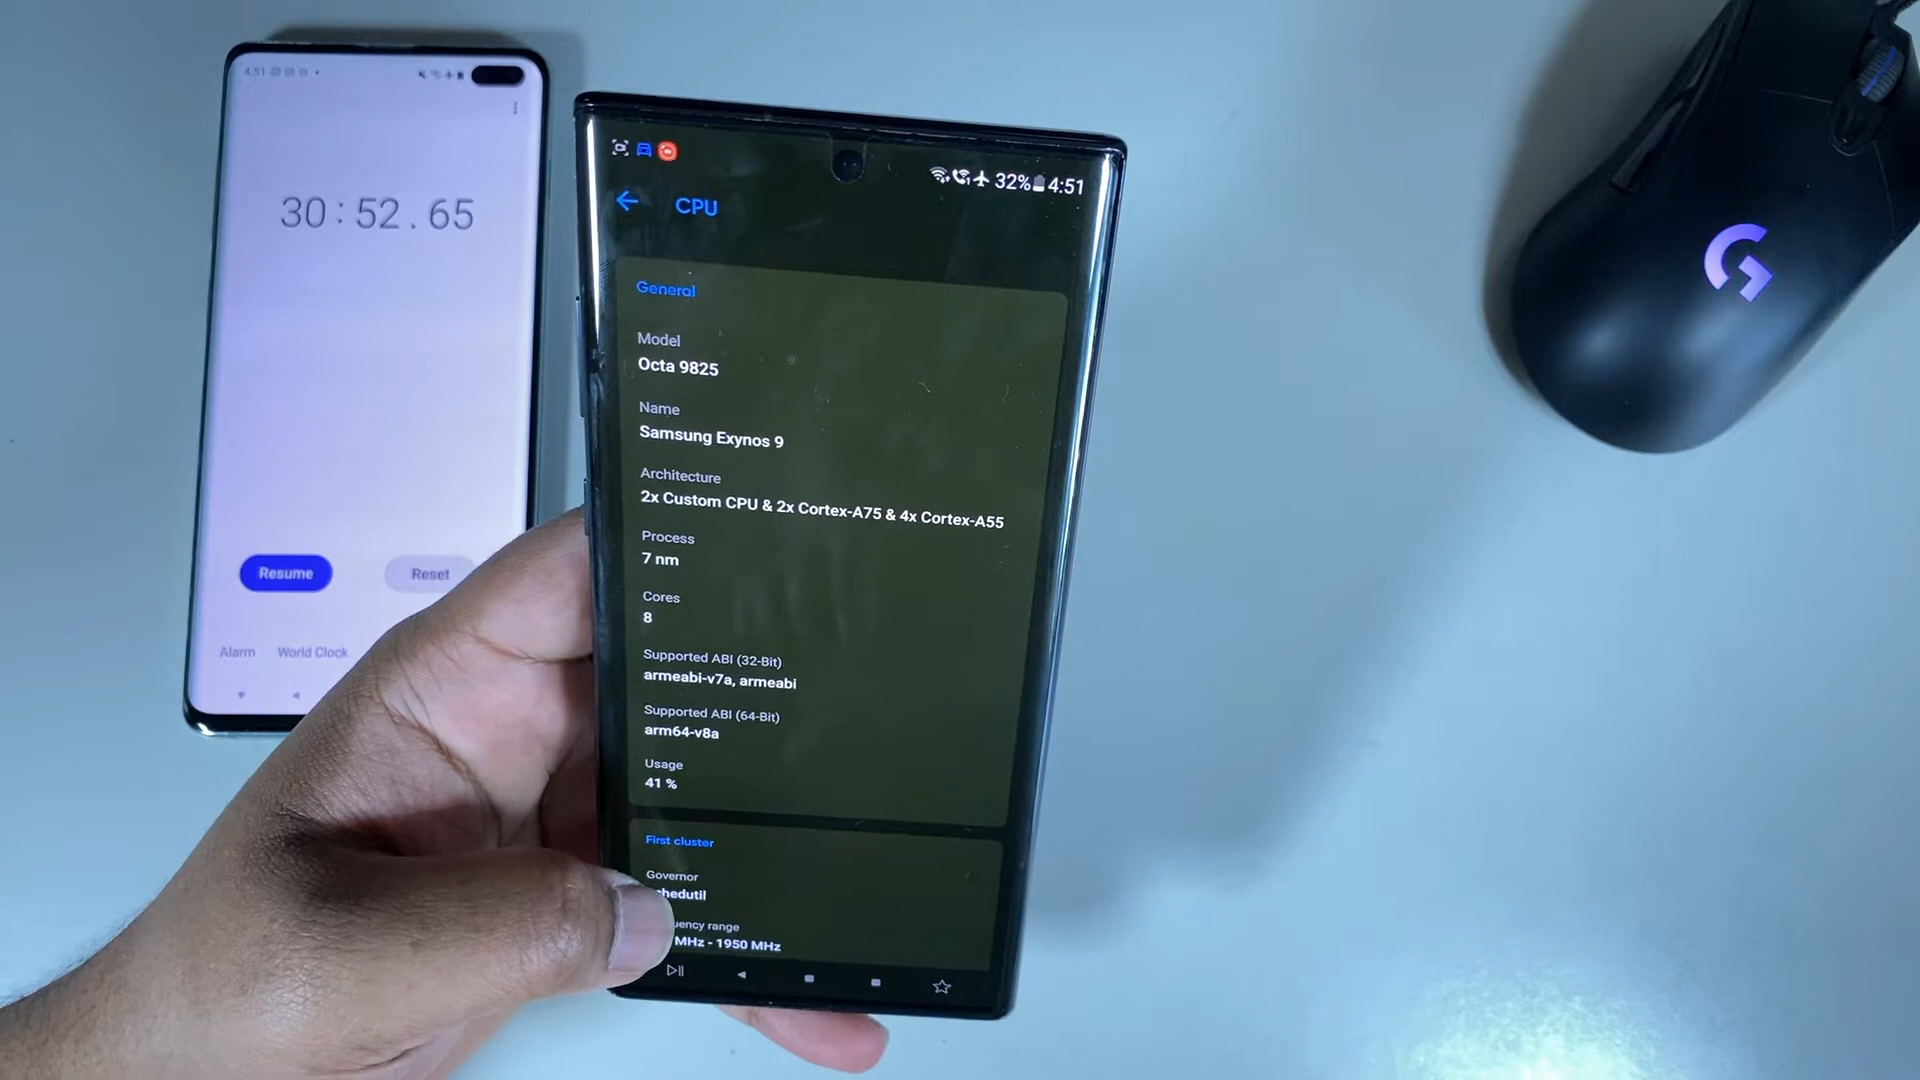 4:51
30:52.65
Resume
Reset
Alarm
World Clock
32% 4:51
CPU
General
Model
Octa 9825
Name
Samsung Exynos 9
Architecture
2x Custom CPU & 2x Cortex-A75 & 4x Cortex-A55
Process
7 nm
Cores
8
Supported ABI (32-Bit)
armeabi-v7a, armeabi
Supported ABI (64-Bit)
arm64-v8a
Usage
41 %
First cluster
Governor
hedutil
uency range
MHz - 1950 MHz
G